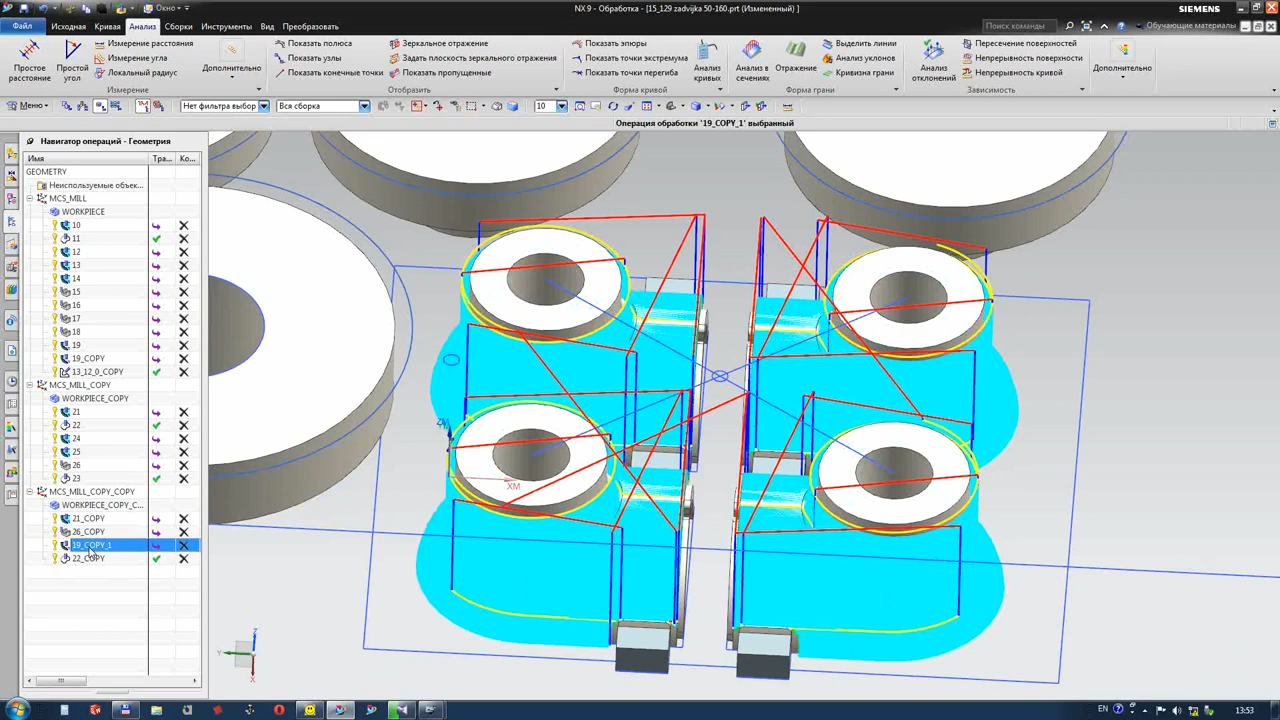 Окно
NX 9 - Обработка - [15_129 zadvijka 50-160.prt (Измененный) ]
SIEMENS
Файл Исходная Кривая Анализ Сборки Инструменты Вид Преобразовать
Поиск команды
Обучающие материалы
Простое расстояние
Простой угол
Измерение расстояния
Измерение угла
Локальный радиус
Дополнительно
Измерение
Показать полюса
Показать узлы
Показать конечные точки
Зеркальное отражение
Задать плоскость зеркального отражения
Показать пропущенные
Отобразить
Показать эпюры
Показать точки экстремума
Показать точки перегиба
Анализ кривых
Форма кривой
Анализ в сечениях
Отражение
Выделить линии
Анализ уклонов
Кривизна грани
Форма грани
Анализ отклонений
Пересечение поверхностей
Непрерывность поверхности
Непрерывность кривой
Зависимость
Дополнительно
Меню
Нет фильтра выбор
Вся сборка
10
Операция обработки '19_COPY_1' выбранный
Навигатор операций - Геометрия
Имя Тра... Ко...
GEOMETRY
Неиспользуемые объек...
MCS_MILL
WORKPIECE
10
11
12
13
14
15
16
17
18
19
19_COPY
13_12_0_COPY
MCS_MILL_COPY
WORKPIECE_COPY
21
22
24
25
26
23
MCS_MILL_COPY_COPY
WORKPIECE_COPY_C...
21_COPY
26_COPY
19_COPY_1
22_COPY
ZM
XM
Z
Y
X
EN
13:53